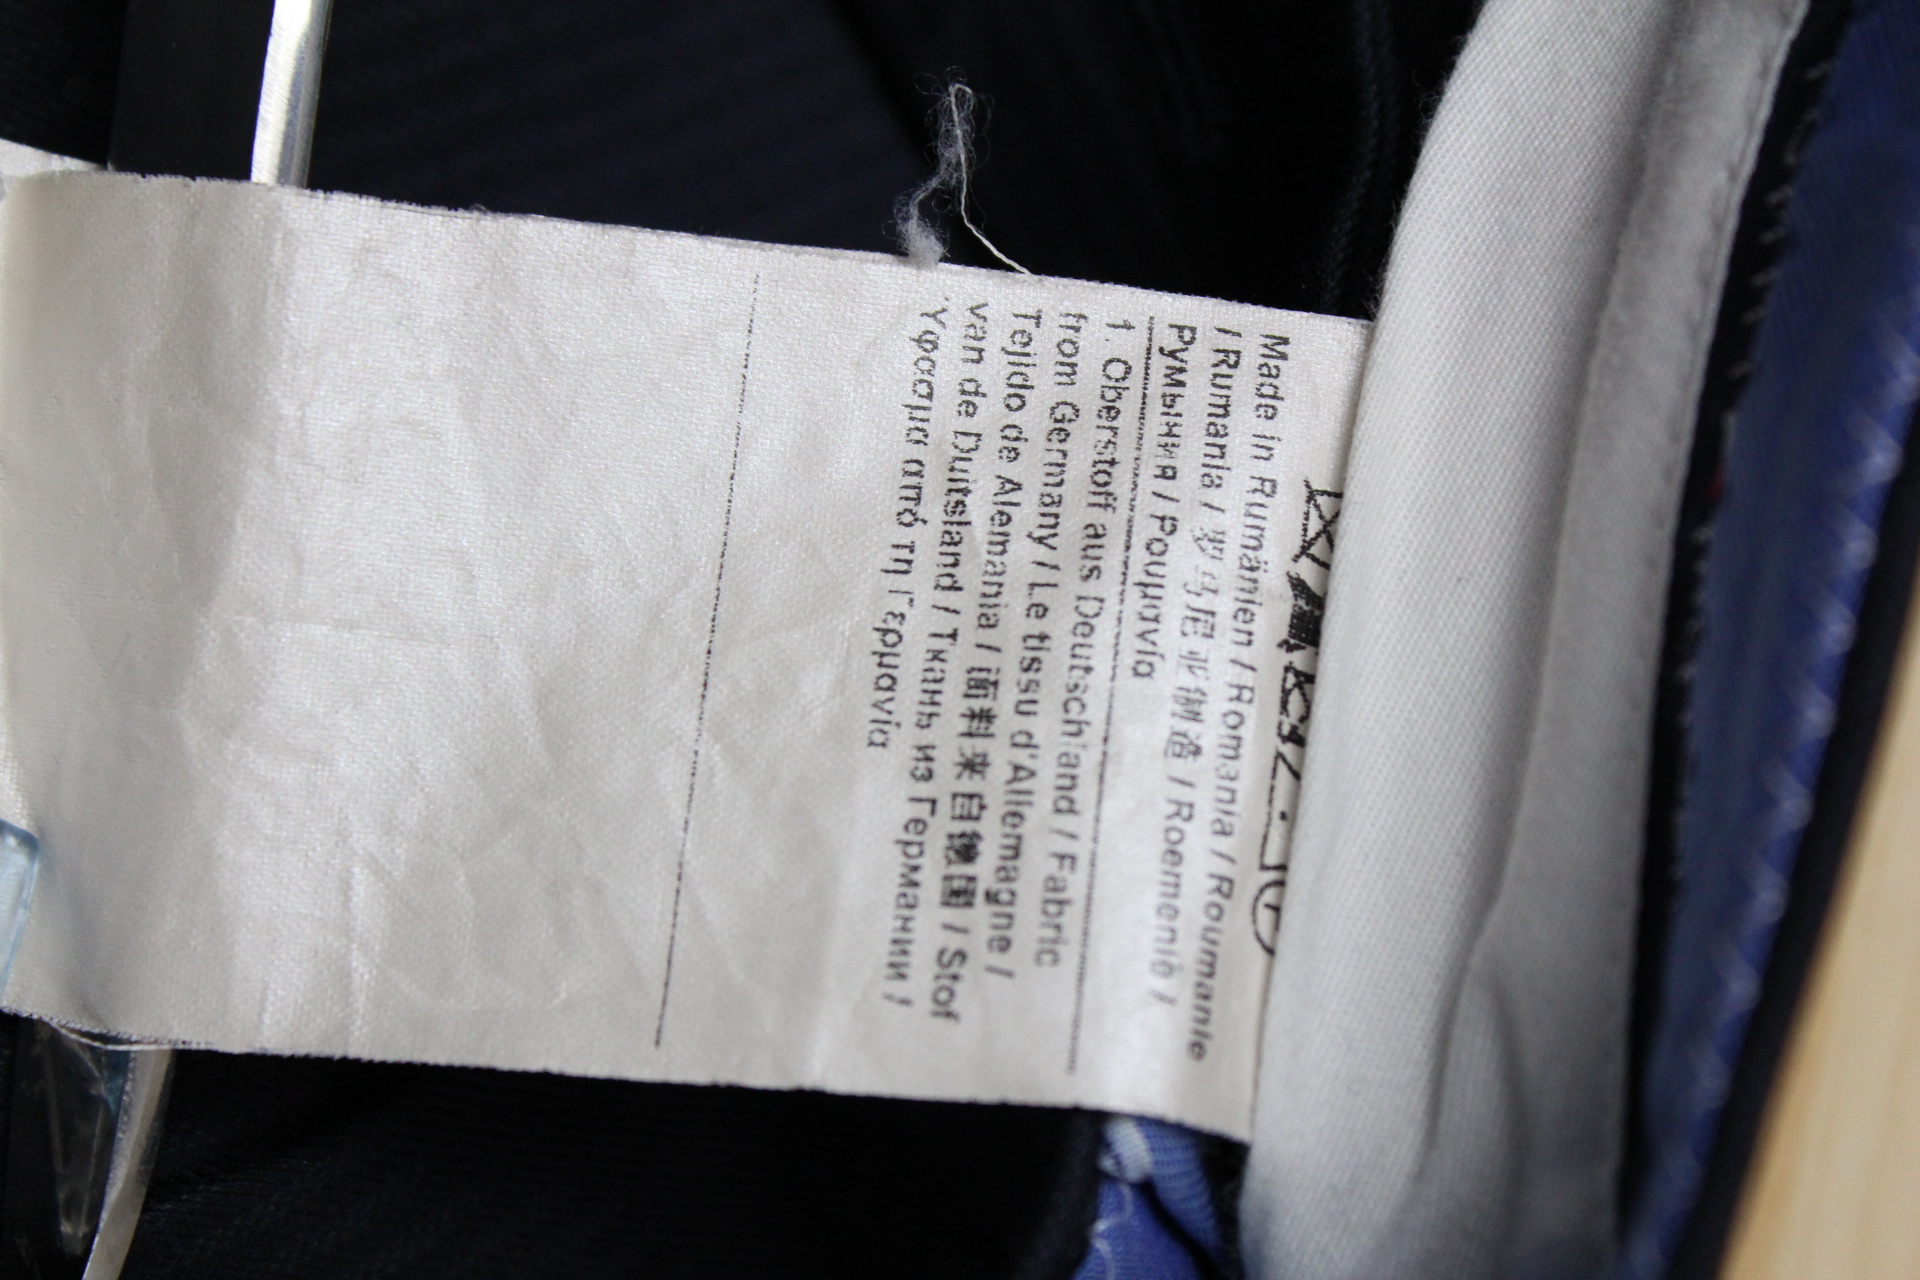 Made in Rumänien / Romania / Roumanie
/ Rumania / 罗马尼亚制造 / Roemenië /
Румыния / Ρουμανία
1. Oberstoff aus Deutschland / Fabric
from Germany / Le tissu d'Allemagne /
Tejido de Alemania / 面料来自德国 / Stof
van de Duitsland / Ткань из Германии /
Ύφασμα από τη Γερμανία